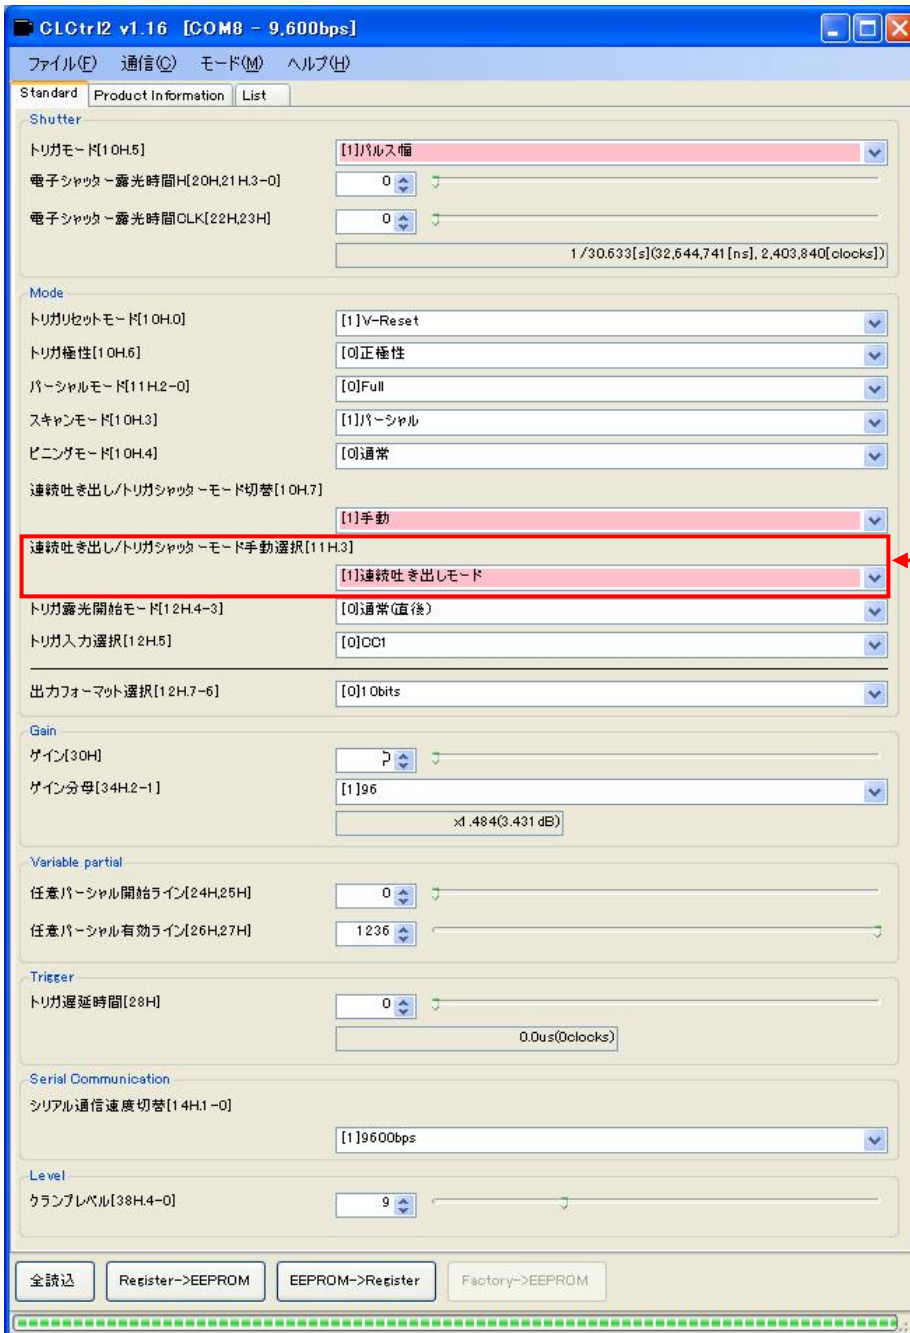 CLCtrl2 v1.16 [COM8 - 9,600bps]
ファイル(F) 通信(C) モード(M) ヘルプ(H)
Standard Product Information List
Shutter
トリガモード[10H.5] [1]パルス幅
電子シャッター露光時間H[20H,21H.3-0] 0
電子シャッター露光時間CLK[22H,23H] 0
1/30.633[s](32,644,741[ns], 2,403,840[clocks])
Mode
トリガリセットモード[10H.0] [1]V-Reset
トリガ極性[10H.6] [0]正極性
パーシャルモード[11H.2-0] [0]Full
スキャンモード[10H.3] [1]パーシャル
ビニングモード[10H.4] [0]通常
連続吐き出し/トリガシャッターモード切替[10H.7]
[1]手動
連続吐き出し/トリガシャッターモード手動選択[11H.3]
[1]連続吐き出しモード
トリガ露光開始モード[12H.4-3] [0]通常(直後)
トリガ入力選択[12H.5] [0]CC1
出力フォーマット選択[12H.7-6] [0]10bits
Gain
ゲイン[30H]
ゲイン分母[34H.2-1] [1]96
x1.484(3.431dB)
Variable partial
任意パーシャル開始ライン[24H,25H] 0
任意パーシャル有効ライン[26H,27H] 1236
Trigger
トリガ遅延時間[28H] 0
0.0us(0clocks)
Serial Communication
シリアル通信速度切替[14H.1-0]
[1]9600bps
Level
クランプレベル[38H.4-0] 9
全読込 Register->EEPROM EEPROM->Register Factory->EEPROM